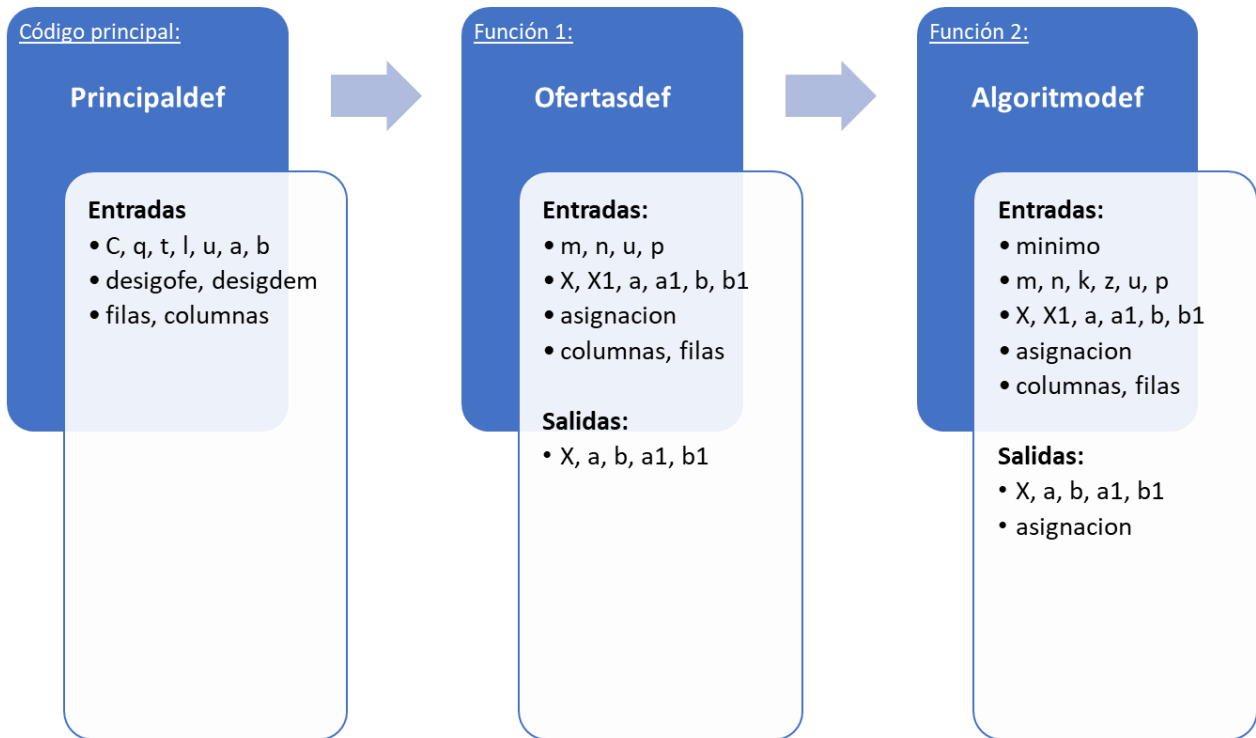 Código principal:
Principaldef
Entradas
• C, q, t, l, u, a, b
• desigofe, desigdem
• filas, columnas
Función 1:
Ofertasdef
Entradas:
• m, n, u, p
• X, X1, a, a1, b, b1
• asignacion
• columnas, filas
Salidas:
• X, a, b, a1, b1
Función 2:
Algoritmodef
Entradas:
• minimo
• m, n, k, z, u, p
• X, X1, a, a1, b, b1
• asignacion
• columnas, filas
Salidas:
• X, a, b, a1, b1
• asignacion